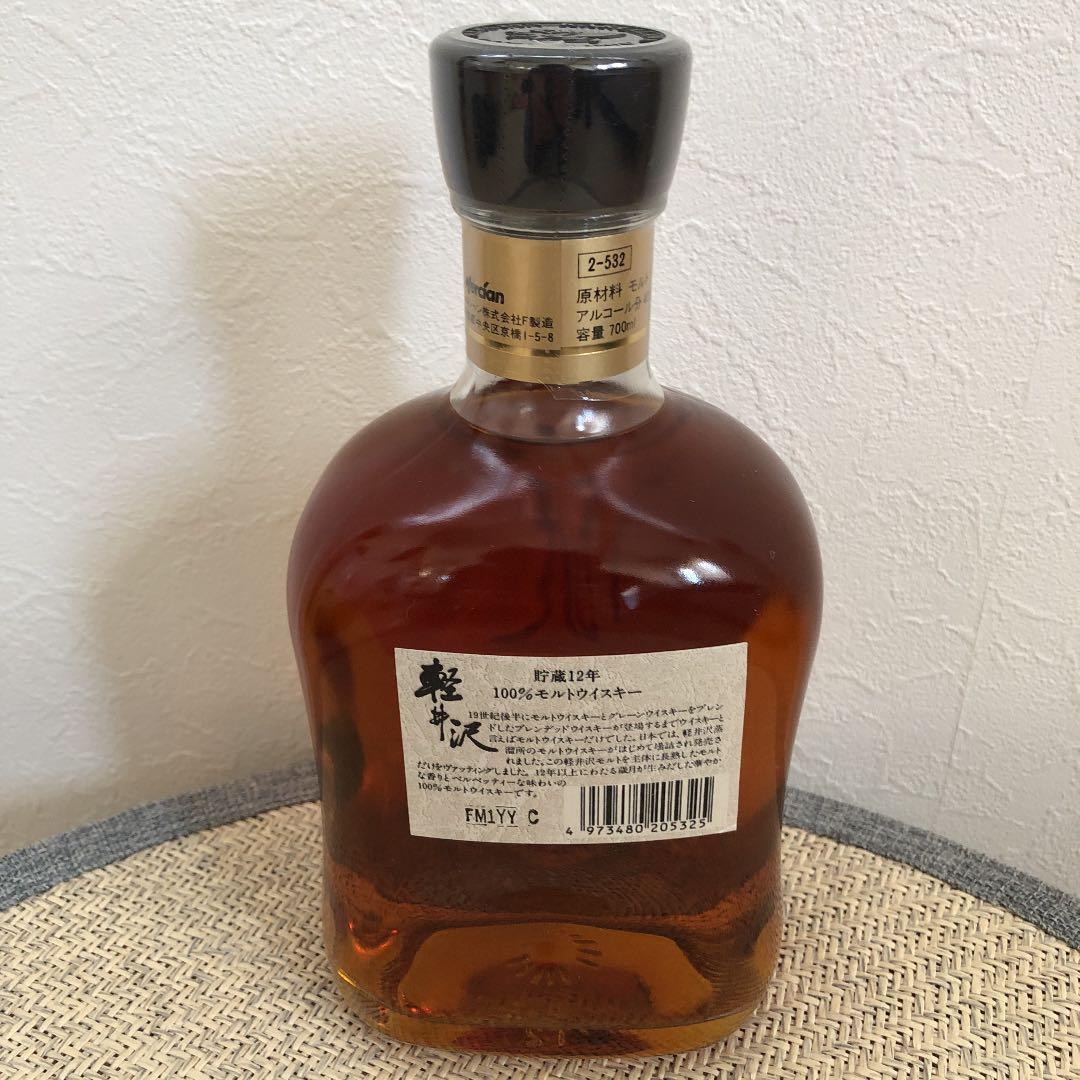 2-532
原材料 モルト
アルコール分
容量 700ml
株式会社F製造
中央区京橋1-5-8
軽井沢
貯蔵12年
100%モルトウイスキー
19世紀後半にモルトウイスキーとグレーンウイスキーをブレン
ドしたブレンデッドウイスキーが登場するまでウイスキーと
言えばモルトウイスキーだけでした。日本では、軽井沢蒸
溜所のモルトウイスキーがはじめて壜詰され発売さ
れました。この軽井沢モルトを主体に長熟したモルト
だけをヴァッティングしました。12年以上にわたる歳月が生みだした華やか
な香りとベルベッティーな味わいの
100%モルトウイスキーです。
FM1YY C
4 973480 205325